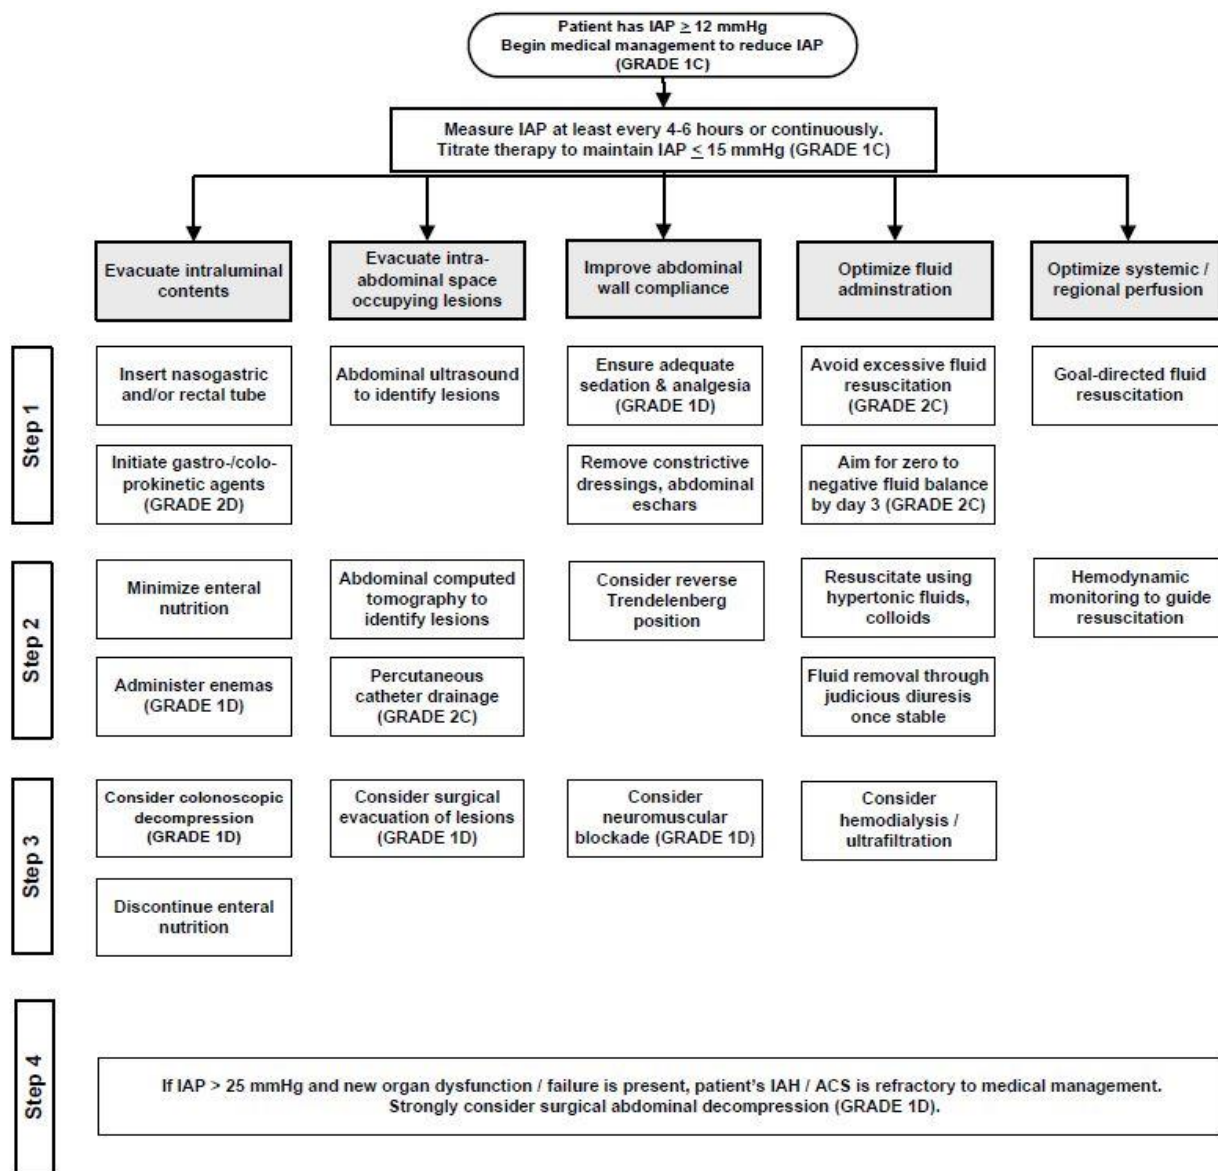 Patient has IAP ≥ 12 mmHg
Begin medical management to reduce IAP
(GRADE 1C)
Measure IAP at least every 4-6 hours or continuously.
Titrate therapy to maintain IAP ≤ 15 mmHg (GRADE 1C)
Evacuate intraluminal
contents
Evacuate intra-
abdominal space
occupying lesions
Improve abdominal
wall compliance
Optimize fluid
adminstration
Optimize systemic /
regional perfusion
Step 1
Insert nasogastric
and/or rectal tube
Abdominal ultrasound
to identify lesions
Ensure adequate
sedation & analgesia
(GRADE 1D)
Avoid excessive fluid
resuscitation
(GRADE 2C)
Goal-directed fluid
resuscitation
Initiate gastro-/colo-
prokinetic agents
(GRADE 2D)
Remove constrictive
dressings, abdominal
eschars
Aim for zero to
negative fluid balance
by day 3 (GRADE 2C)
Step 2
Minimize enteral
nutrition
Abdominal computed
tomography to
identify lesions
Consider reverse
Trendelenberg
position
Resuscitate using
hypertonic fluids,
colloids
Hemodynamic
monitoring to guide
resuscitation
Administer enemas
(GRADE 1D)
Percutaneous
catheter drainage
(GRADE 2C)
Fluid removal through
judicious diuresis
once stable
Step 3
Consider colonoscopic
decompression
(GRADE 1D)
Consider surgical
evacuation of lesions
(GRADE 1D)
Consider
neuromuscular
blockade (GRADE 1D)
Consider
hemodialysis /
ultrafiltration
Discontinue enteral
nutrition
Step 4
If IAP > 25 mmHg and new organ dysfunction / failure is present, patient's IAH / ACS is refractory to medical management.
Strongly consider surgical abdominal decompression (GRADE 1D).